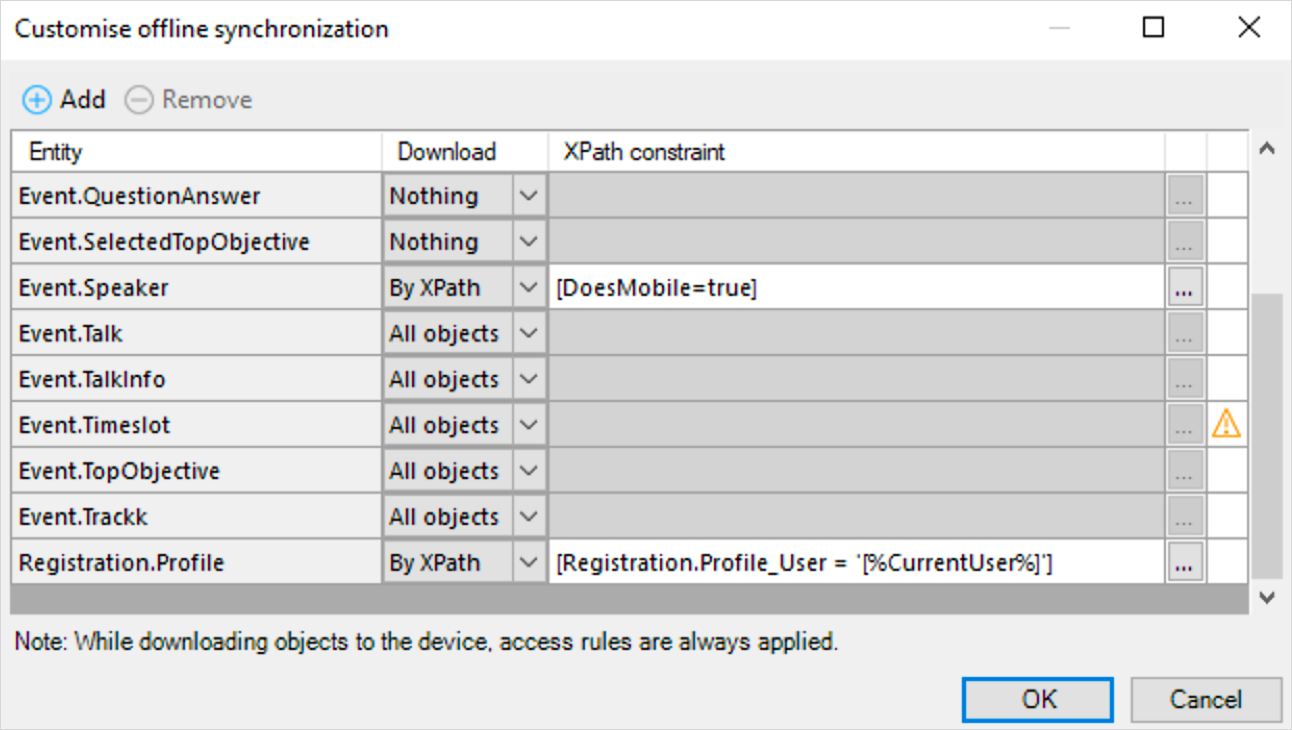 Customise offline synchronization
Add Remove
Entity Download XPath constraint
Event.QuestionAnswer Nothing ...
Event.SelectedTopObjective Nothing ...
Event.Speaker By XPath [DoesMobile=true] ...
Event.Talk All objects ...
Event.TalkInfo All objects ...
Event.Timeslot All objects ...
Event.TopObjective All objects ...
Event.Trackk All objects ...
Registration.Profile By XPath [Registration.Profile_User = '[%CurrentUser%]'] ...
Note: While downloading objects to the device, access rules are always applied.
OK Cancel